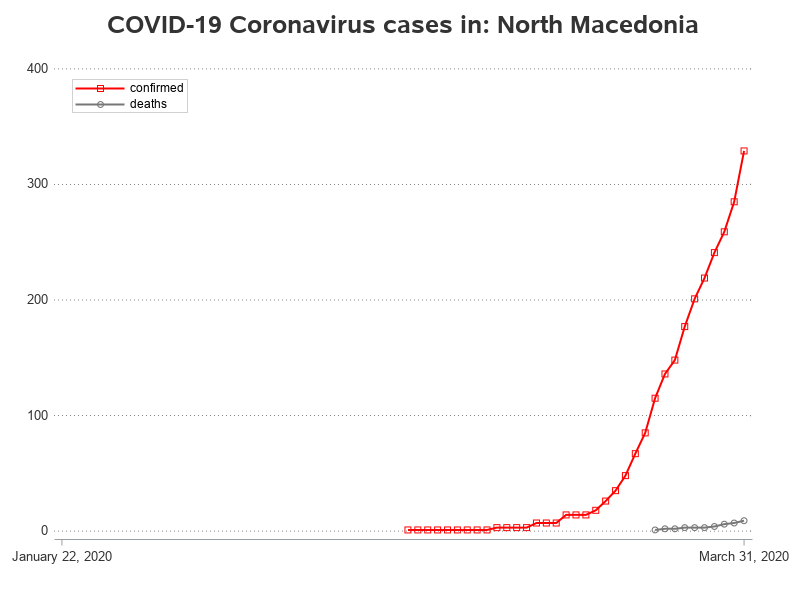 COVID-19 Coronavirus cases in: North Macedonia
400
confirmed
deaths
300
200
100
0
January 22, 2020
March 31, 2020